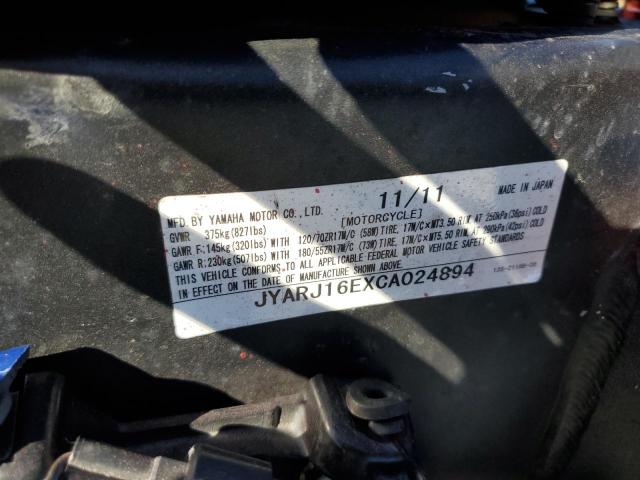 MFD BY YAMAHA MOTOR CO., LTD. 11/11 MADE IN JAPAN
GVWR 375kg(827lbs) [MOTORCYCLE]
GAWR F:145kg(320lbs)WITH 120/70ZR17M/C (58W)TIRE, 17M/C×MT3.50 RIM, AT 250kPa(36psi)COLD
GAWR R:230kg(507lbs)WITH 180/55ZR17M/C (73W)TIRE, 17M/C×MT5.50 RIM, AT 290kPa(42psi)COLD
THIS VEHICLE CONFORMS TO ALL APPLICABLE FEDERAL MOTOR VEHICLE SAFETY STANDARDS
IN EFFECT ON THE DATE OF MANUFACTURE SHOWN ABOVE.
JYARJ16EXCA024894